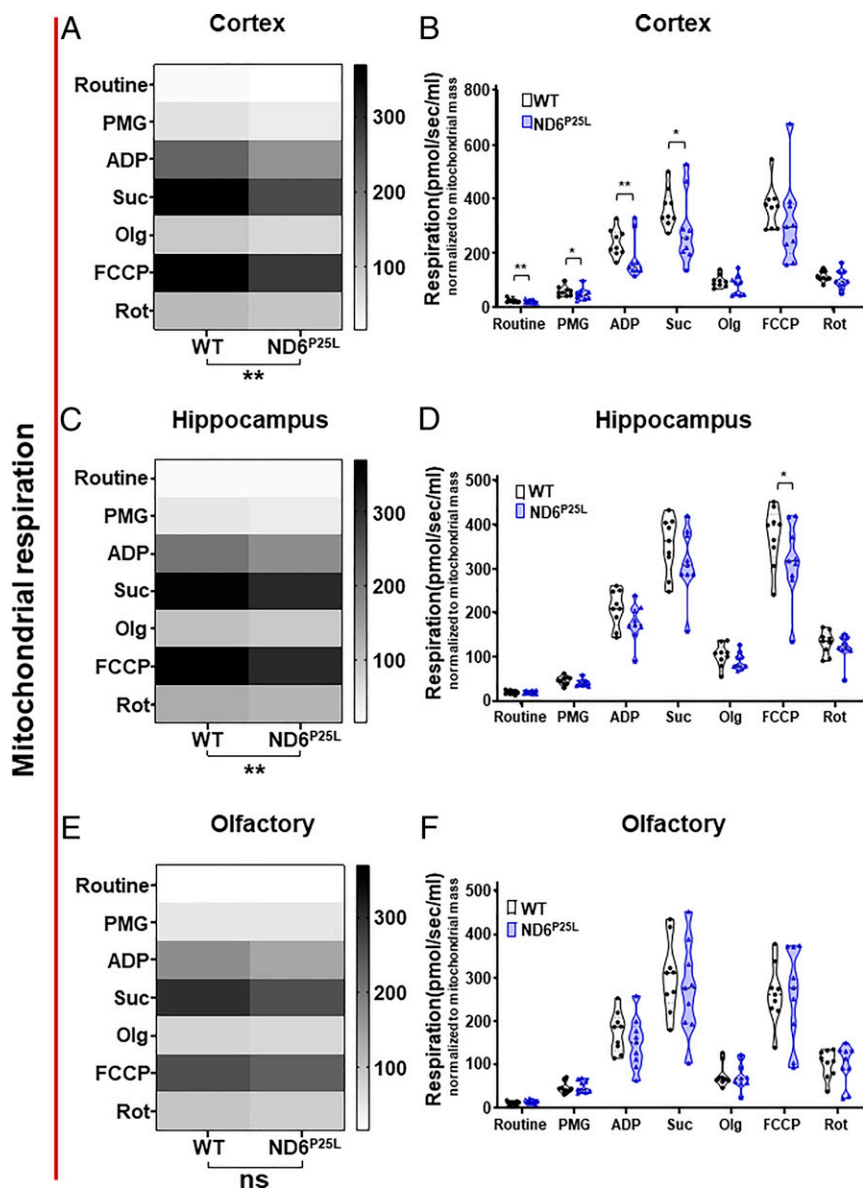 Mitochondrial respiration
A
Cortex
Routine
PMG
ADP
Suc
Olg
FCCP
Rot
300
200
100
WT ND6P25L
**
B
Cortex
Respiration(pmol/sec/ml)
normalized to mitochondrial mass
800
600
400
200
0
WT
ND6P25L
**
*
**
*
Routine PMG ADP Suc Olg FCCP Rot
C
Hippocampus
Routine
PMG
ADP
Suc
Olg
FCCP
Rot
300
200
100
WT ND6P25L
**
D
Hippocampus
Respiration(pmol/sec/ml)
normalized to mitochondrial mass
500
400
300
200
100
0
WT
ND6P25L
*
Routine PMG ADP Suc Olg FCCP Rot
E
Olfactory
Routine
PMG
ADP
Suc
Olg
FCCP
Rot
300
200
100
WT ND6P25L
ns
F
Olfactory
Respiration(pmol/sec/ml)
normalized to mitochondrial mass
500
400
300
200
100
0
WT
ND6P25L
Routine PMG ADP Suc Olg FCCP Rot